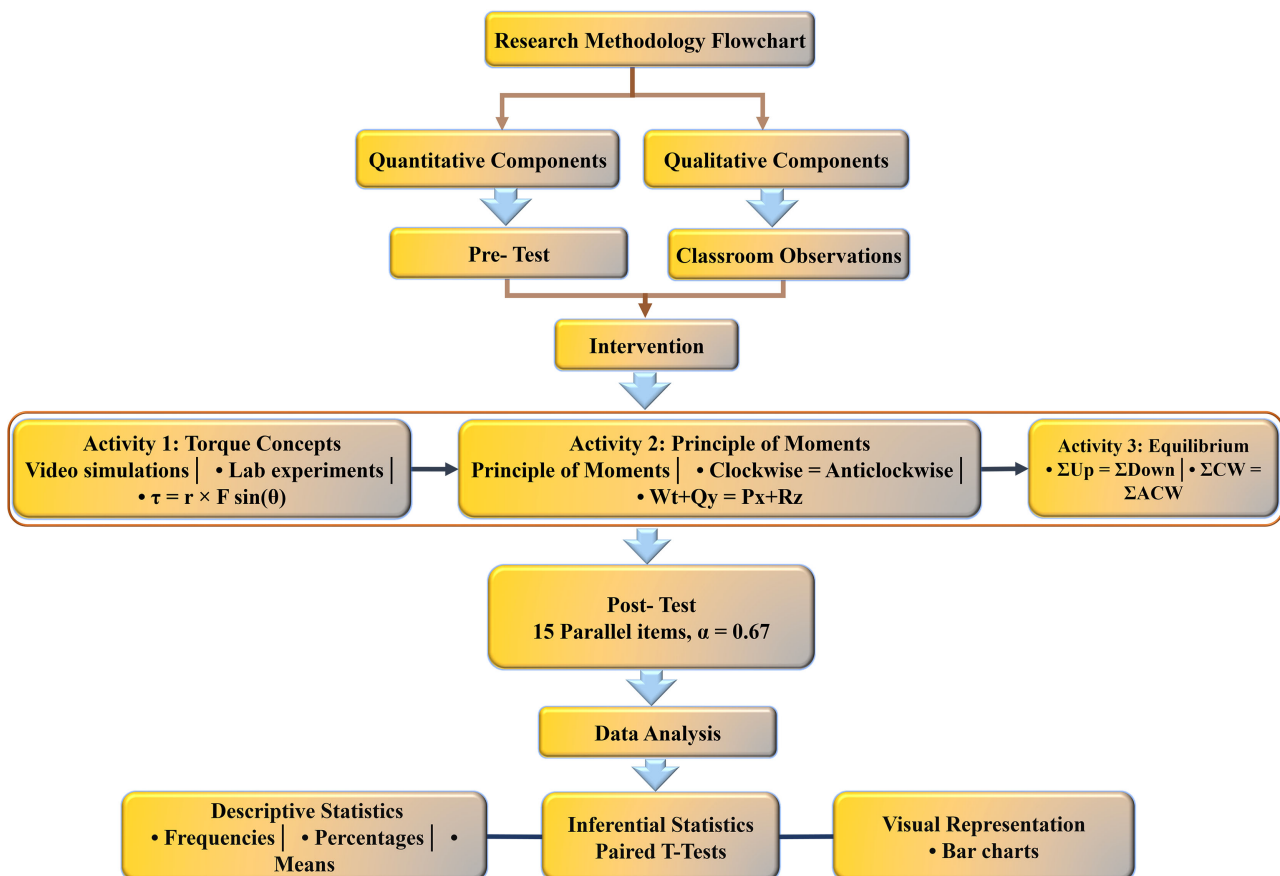 Research Methodology Flowchart
Quantitative Components
Qualitative Components
Pre- Test
Classroom Observations
Intervention
Activity 1: Torque Concepts
Video simulations| • Lab experiments|
• τ = r × F sin(θ)
Activity 2: Principle of Moments
Principle of Moments| • Clockwise = Anticlockwise|
• Wt+Qy = Px+Rz
Activity 3: Equilibrium
• ΣUp = ΣDown| • ΣCW =
ΣACW
Post- Test
15 Parallel items, α = 0.67
Data Analysis
Descriptive Statistics
• Frequencies| • Percentages| •
Means
Inferential Statistics
Paired T-Tests
Visual Representation
• Bar charts